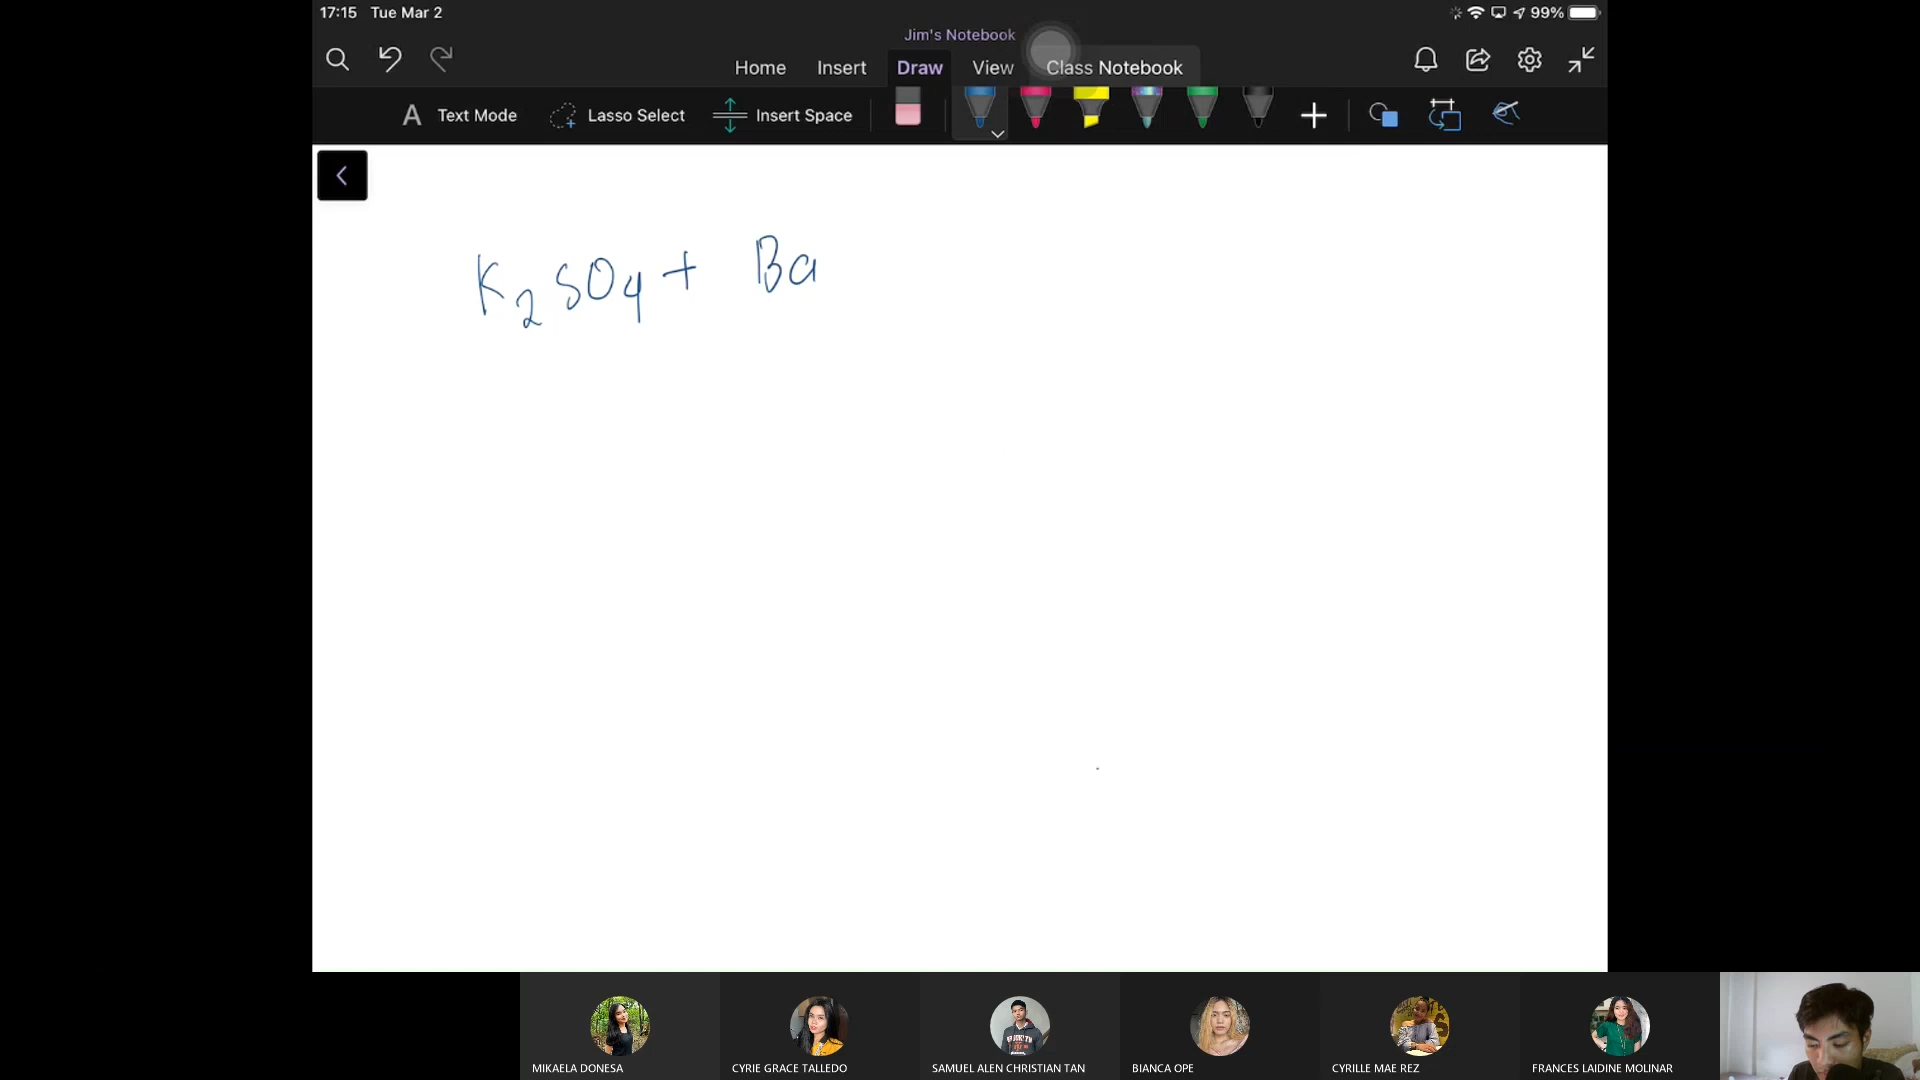 17:15 Tue Mar 2 99%
Jim's Notebook
Home Insert Draw View Class Notebook
A Text Mode Lasso Select Insert Space
K₂SO₄ + Ba
MIKAELA DONESA CYRIE GRACE TALLEDO SAMUEL ALEN CHRISTIAN TAN BIANCA OPE CYRILLE MAE REZ FRANCES LAIDINE MOLINAR